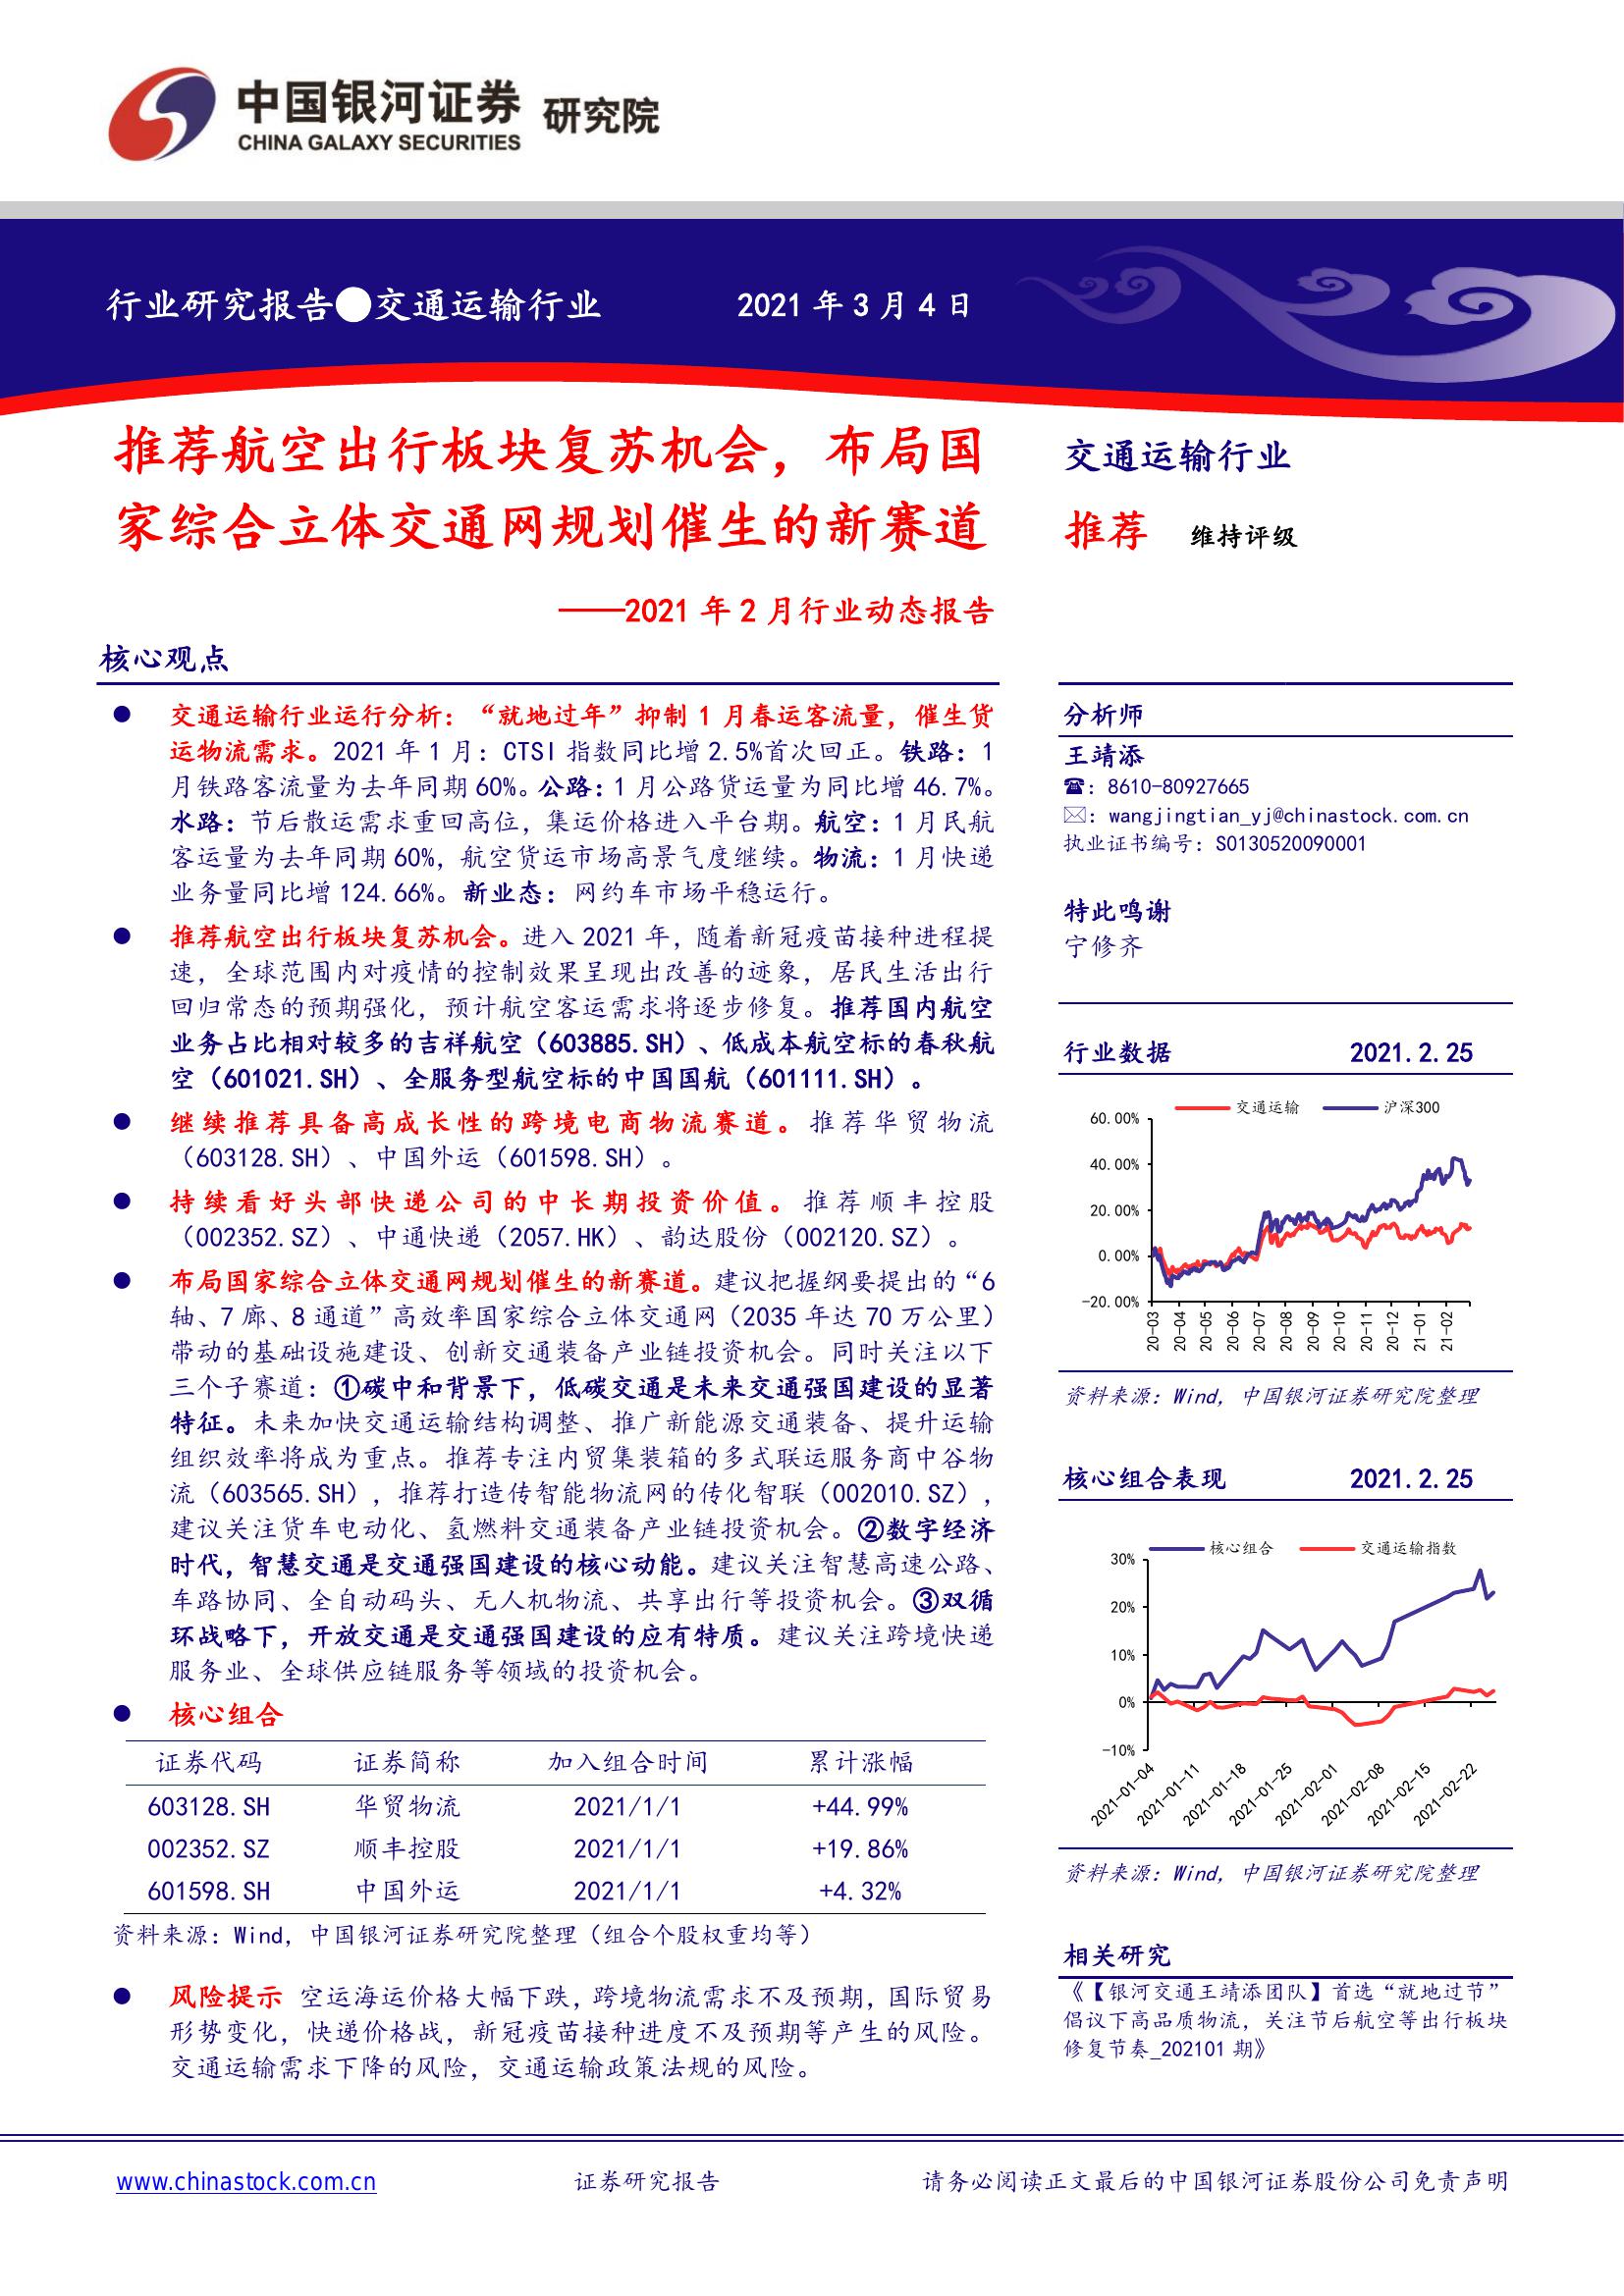 中国银河证券 研究院
CHINA GALAXY SECURITIES
行业研究报告●交通运输行业 2021 年 3 月 4 日
推荐航空出行板块复苏机会，布局国
家综合立体交通网规划催生的新赛道
——2021 年 2 月行业动态报告
核心观点
● 交通运输行业运行分析：“就地过年”抑制 1 月春运客流量，催生货
运物流需求。2021 年 1 月：CTSI 指数同比增 2.5%首次回正。铁路：1
月铁路客流量为去年同期 60%。公路：1 月公路货运量为同比增 46.7%。
水路：节后散运需求重回高位，集运价格进入平台期。航空：1 月民航
客运量为去年同期 60%，航空货运市场高景气度继续。物流：1 月快递
业务量同比增 124.66%。新业态：网约车市场平稳运行。
● 推荐航空出行板块复苏机会。进入 2021 年，随着新冠疫苗接种进程提
速，全球范围内对疫情的控制效果呈现出改善的迹象，居民生活出行
回归常态的预期强化，预计航空客运需求将逐步修复。推荐国内航空
业务占比相对较多的吉祥航空（603885.SH）、低成本航空标的春秋航
空（601021.SH）、全服务型航空标的中国国航（601111.SH）。
● 继续推荐具备高成长性的跨境电商物流赛道。推荐华贸物流
（603128.SH）、中国外运（601598.SH）。
● 持续看好头部快递公司的中长期投资价值。推荐顺丰控股
（002352.SZ）、中通快递（2057.HK）、韵达股份（002120.SZ）。
● 布局国家综合立体交通网规划催生的新赛道。建议把握纲要提出的“6
轴、7 廊、8 通道”高效率国家综合立体交通网（2035 年达 70 万公里）
带动的基础设施建设、创新交通装备产业链投资机会。同时关注以下
三个子赛道：①碳中和背景下，低碳交通是未来交通强国建设的显著
特征。未来加快交通运输结构调整、推广新能源交通装备、提升运输
组织效率将成为重点。推荐专注内贸集装箱的多式联运服务商中谷物
流（603565.SH），推荐打造传智能物流网的传化智联（002010.SZ），
建议关注货车电动化、氢燃料交通装备产业链投资机会。②数字经济
时代，智慧交通是交通强国建设的核心动能。建议关注智慧高速公路、
车路协同、全自动码头、无人机物流、共享出行等投资机会。③双循
环战略下，开放交通是交通强国建设的应有特质。建议关注跨境快递
服务业、全球供应链服务等领域的投资机会。
● 核心组合
证券代码 证券简称 加入组合时间 累计涨幅
603128.SH 华贸物流 2021/1/1 +44.99%
002352.SZ 顺丰控股 2021/1/1 +19.86%
601598.SH 中国外运 2021/1/1 +4.32%
资料来源：Wind，中国银河证券研究院整理（组合个股权重均等）
● 风险提示 空运海运价格大幅下跌，跨境物流需求不及预期，国际贸易
形势变化，快递价格战，新冠疫苗接种进度不及预期等产生的风险。
交通运输需求下降的风险，交通运输政策法规的风险。
交通运输行业
推荐 维持评级
分析师
王靖添
☎：8610-80927665
✉：wangjingtian_yj@chinastock.com.cn
执业证书编号：S0130520090001
特此鸣谢
宁修齐
行业数据 2021.2.25
交通运输 沪深300
60.00%
40.00%
20.00%
0.00%
-20.00%
20-03 20-04 20-05 20-06 20-07 20-08 20-09 20-10 20-11 20-12 21-01 21-02
资料来源：Wind，中国银河证券研究院整理
核心组合表现 2021.2.25
核心组合 交通运输指数
30%
20%
10%
0%
-10%
2021-01-04 2021-01-11 2021-01-18 2021-01-25 2021-02-01 2021-02-08 2021-02-15 2021-02-22
资料来源：Wind，中国银河证券研究院整理
相关研究
《【银河交通王靖添团队】首选“就地过节”
倡议下高品质物流，关注节后航空等出行板块
修复节奏_202101 期》
www.chinastock.com.cn 证券研究报告 请务必阅读正文最后的中国银河证券股份公司免责声明